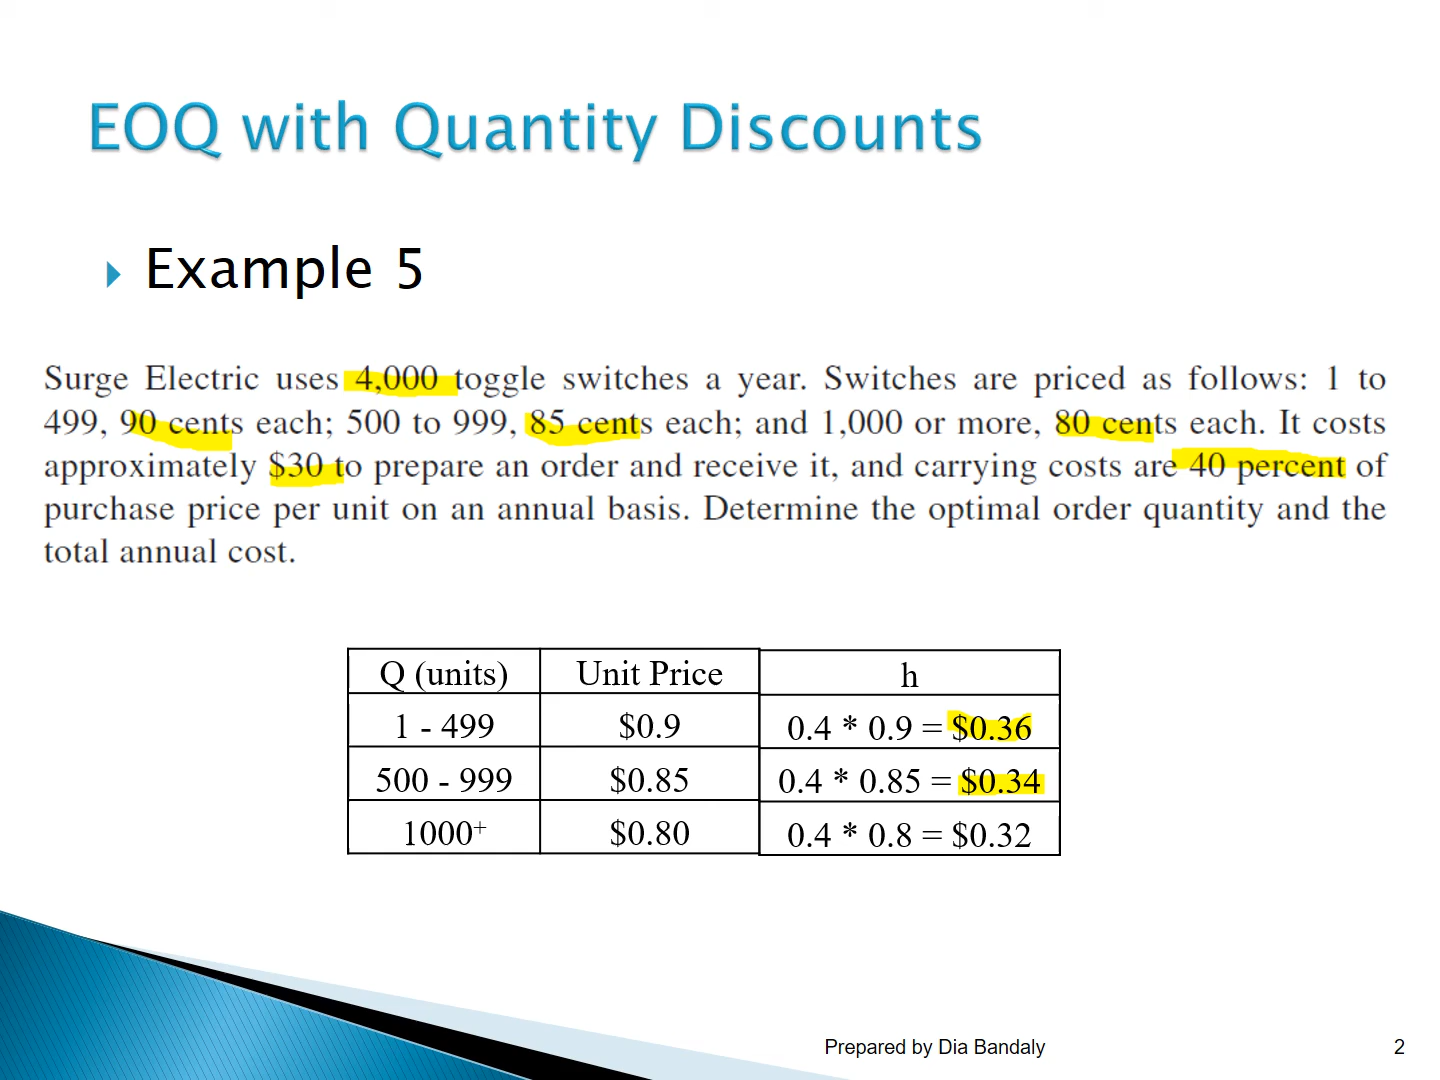 EOQ with Quantity Discounts
Example 5
Surge Electric uses 4,000 toggle switches a year. Switches are priced as follows: 1 to
499, 90 cents each; 500 to 999, 85 cents each; and 1,000 or more, 80 cents each. It costs
approximately $30 to prepare an order and receive it, and carrying costs are 40 percent of
purchase price per unit on an annual basis. Determine the optimal order quantity and the
total annual cost.
Q (units) Unit Price h
1 - 499 $0.9 0.4 * 0.9 = $0.36
500 - 999 $0.85 0.4 * 0.85 = $0.34
1000⁺ $0.80 0.4 * 0.8 = $0.32
Prepared by Dia Bandaly 2